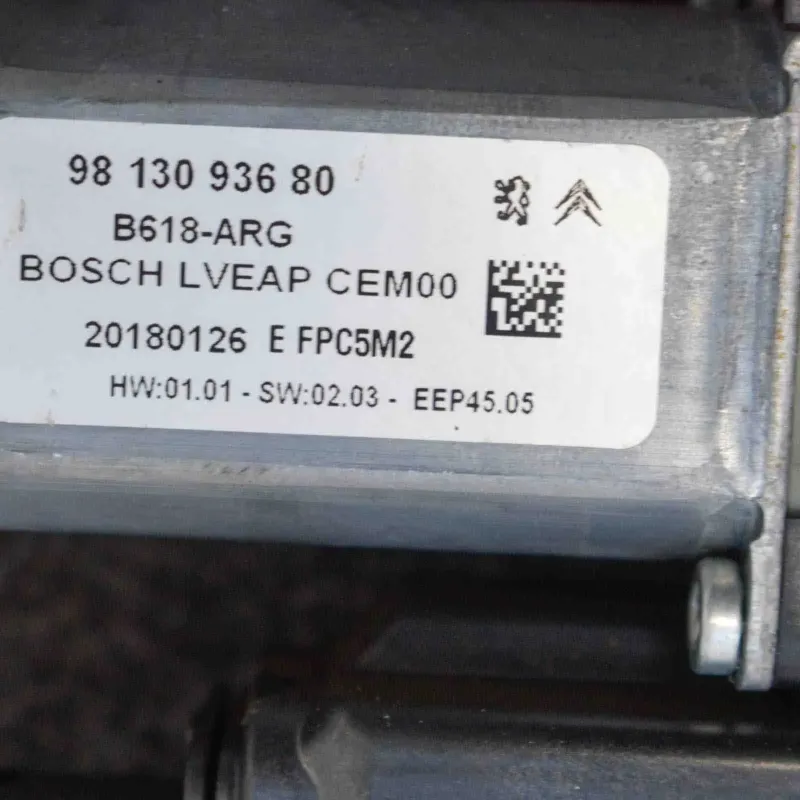 98 130 936 80
B618-ARG
BOSCH LVEAP CEM00
20180126 E FPC5M2
HW:01.01 - SW:02.03 - EEP45.05